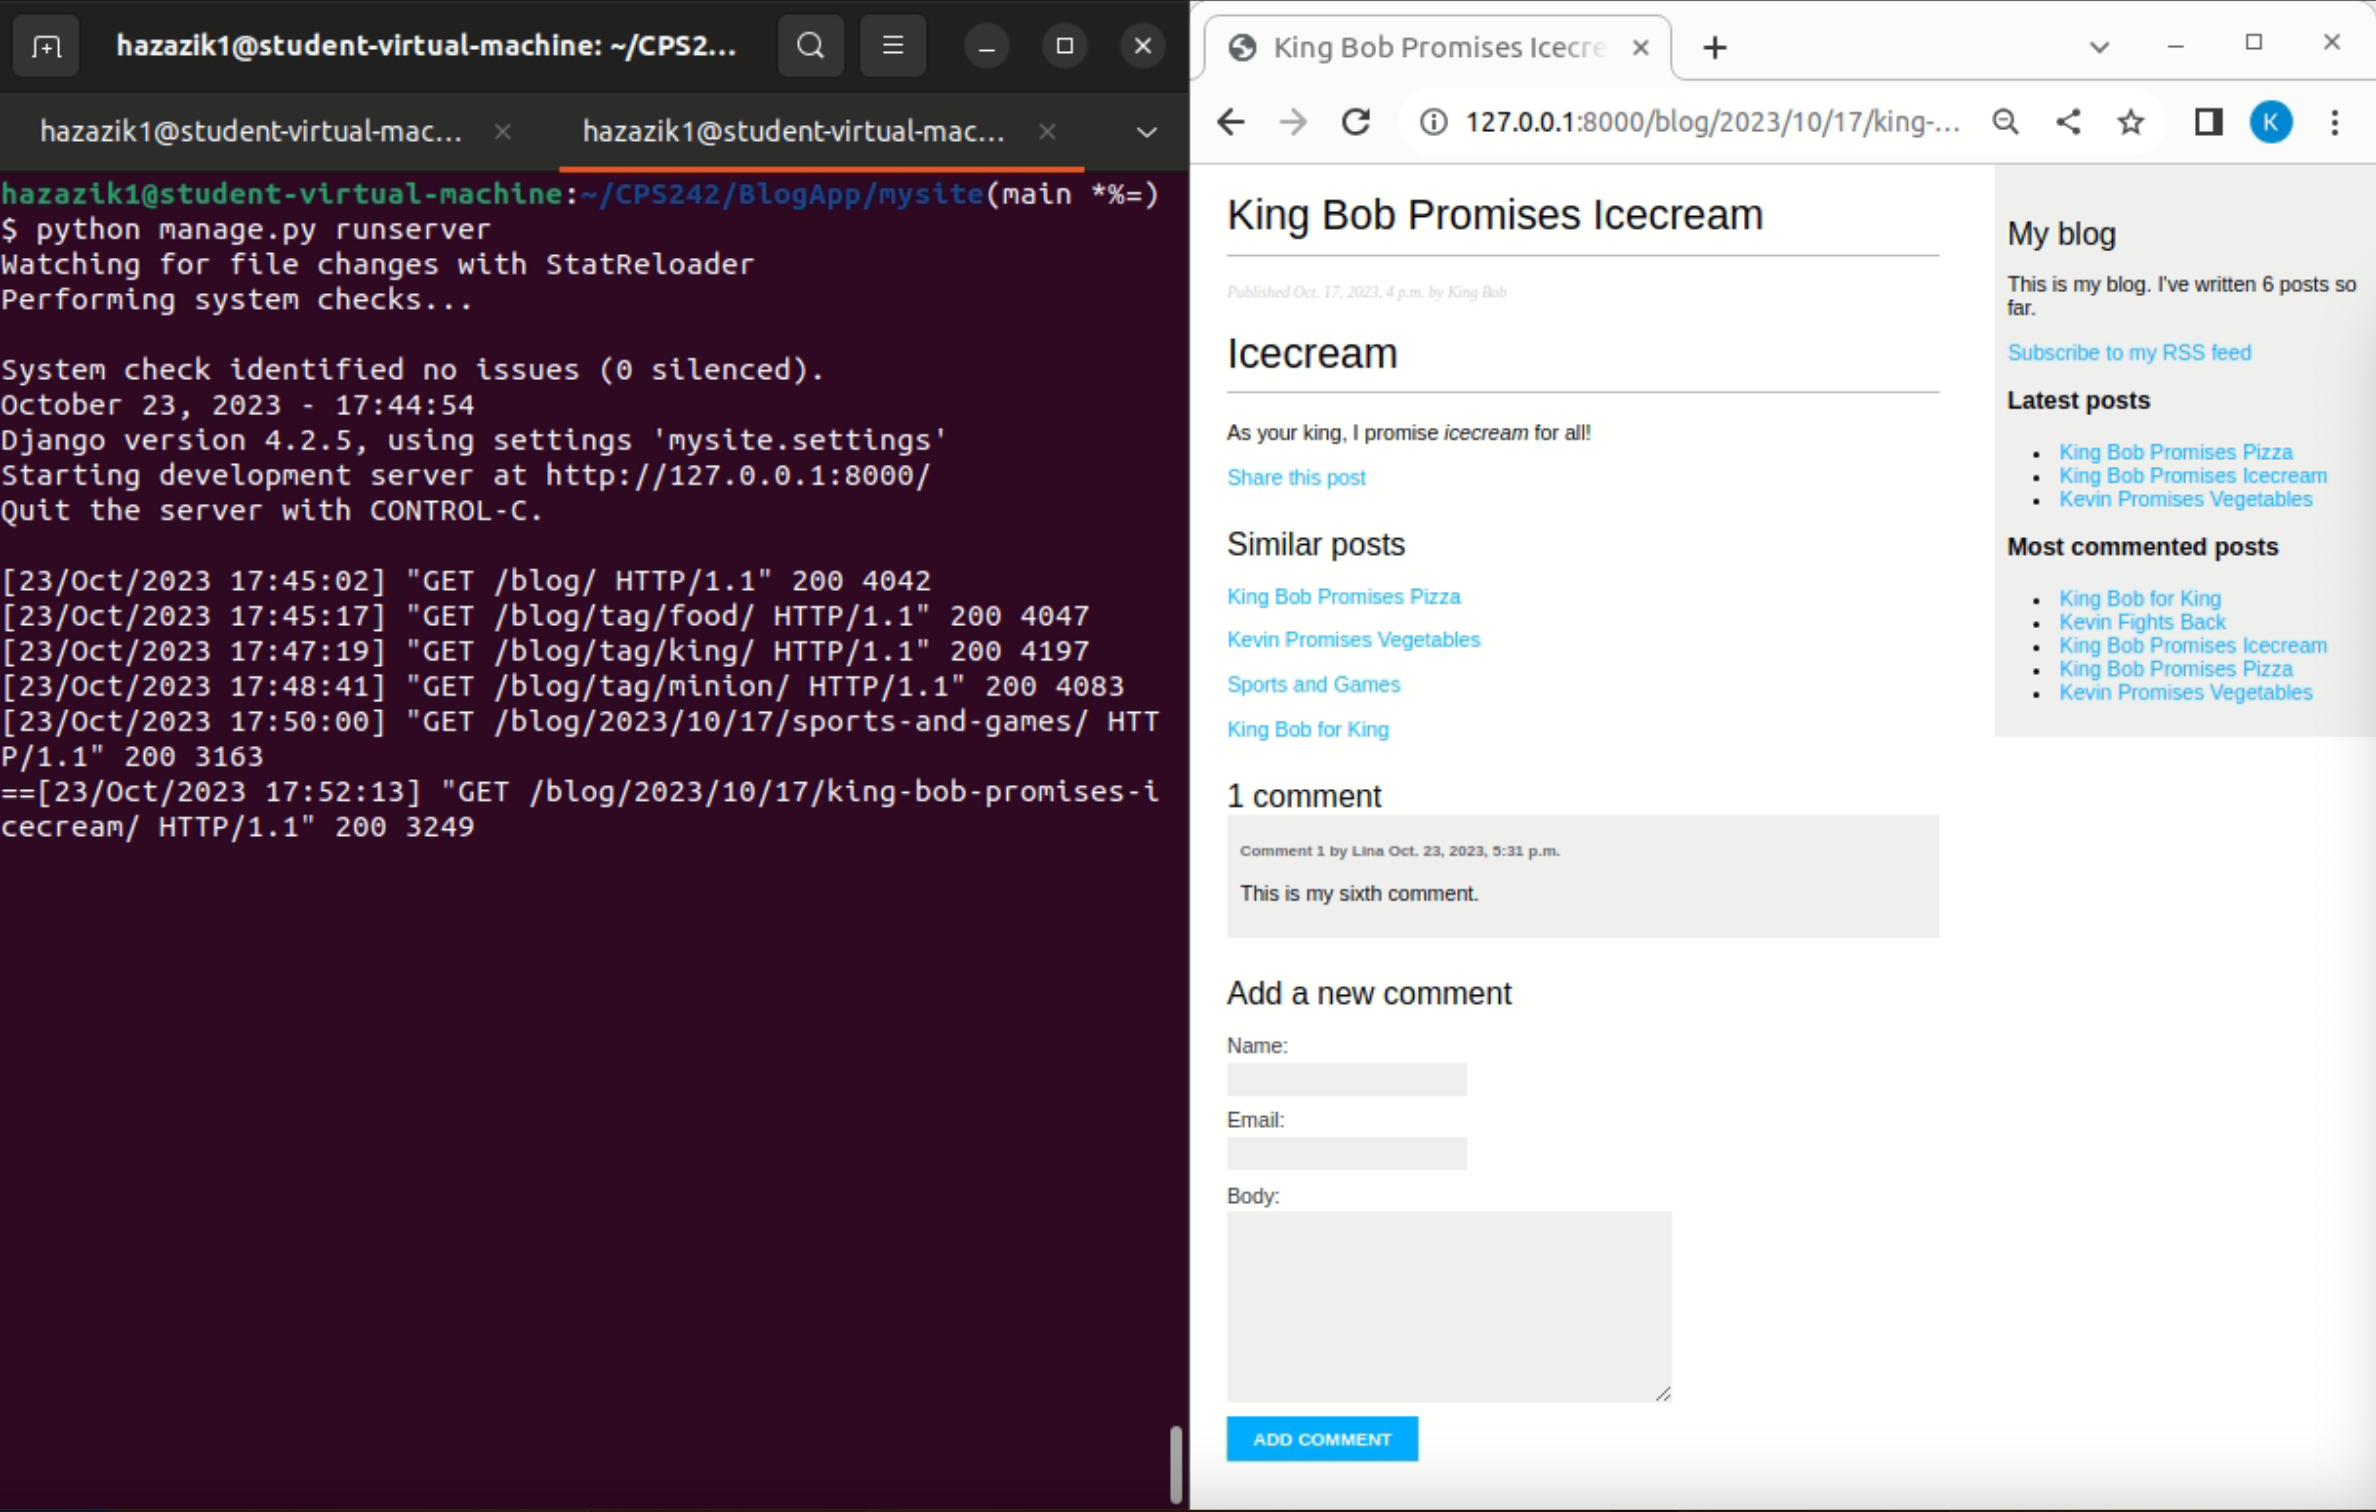 hazazik1@student-virtual-machine: ~/CPS2...
hazazik1@student-virtual-mac...
hazazik1@student-virtual-mac...
hazazik1@student-virtual-machine:~/CPS242/BlogApp/mysite(main *%=)
$ python manage.py runserver
Watching for file changes with StatReloader
Performing system checks...
System check identified no issues (0 silenced).
October 23, 2023 - 17:44:54
Django version 4.2.5, using settings 'mysite.settings'
Starting development server at http://127.0.0.1:8000/
Quit the server with CONTROL-C.
[23/Oct/2023 17:45:02] "GET /blog/ HTTP/1.1" 200 4042
[23/Oct/2023 17:45:17] "GET /blog/tag/food/ HTTP/1.1" 200 4047
[23/Oct/2023 17:47:19] "GET /blog/tag/king/ HTTP/1.1" 200 4197
[23/Oct/2023 17:48:41] "GET /blog/tag/minion/ HTTP/1.1" 200 4083
[23/Oct/2023 17:50:00] "GET /blog/2023/10/17/sports-and-games/ HTT
P/1.1" 200 3163
==[23/Oct/2023 17:52:13] "GET /blog/2023/10/17/king-bob-promises-i
cecream/ HTTP/1.1" 200 3249
King Bob Promises Icecre
127.0.0.1:8000/blog/2023/10/17/king-...
K
King Bob Promises Icecream
Published Oct. 17, 2023, 4 p.m. by King Bob
Icecream
As your king, I promise icecream for all!
Share this post
Similar posts
King Bob Promises Pizza
Kevin Promises Vegetables
Sports and Games
King Bob for King
1 comment
Comment 1 by Lina Oct. 23, 2023, 5:31 p.m.
This is my sixth comment.
Add a new comment
Name:
Email:
Body:
ADD COMMENT
My blog
This is my blog. I've written 6 posts so
far.
Subscribe to my RSS feed
Latest posts
• King Bob Promises Pizza
• King Bob Promises Icecream
• Kevin Promises Vegetables
Most commented posts
• King Bob for King
• Kevin Fights Back
• King Bob Promises Icecream
• King Bob Promises Pizza
• Kevin Promises Vegetables